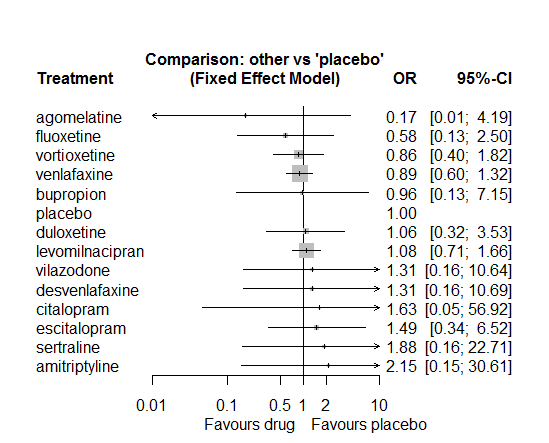 Comparison: other vs 'placebo'
Treatment (Fixed Effect Model) OR 95%-CI
agomelatine 0.17 [0.01; 4.19]
fluoxetine 0.58 [0.13; 2.50]
vortioxetine 0.86 [0.40; 1.82]
venlafaxine 0.89 [0.60; 1.32]
bupropion 0.96 [0.13; 7.15]
placebo 1.00
duloxetine 1.06 [0.32; 3.53]
levomilnacipran 1.08 [0.71; 1.66]
vilazodone 1.31 [0.16; 10.64]
desvenlafaxine 1.31 [0.16; 10.69]
citalopram 1.63 [0.05; 56.92]
escitalopram 1.49 [0.34; 6.52]
sertraline 1.88 [0.16; 22.71]
amitriptyline 2.15 [0.15; 30.61]
0.01 0.1 0.5 1 2 10
Favours drug Favours placebo